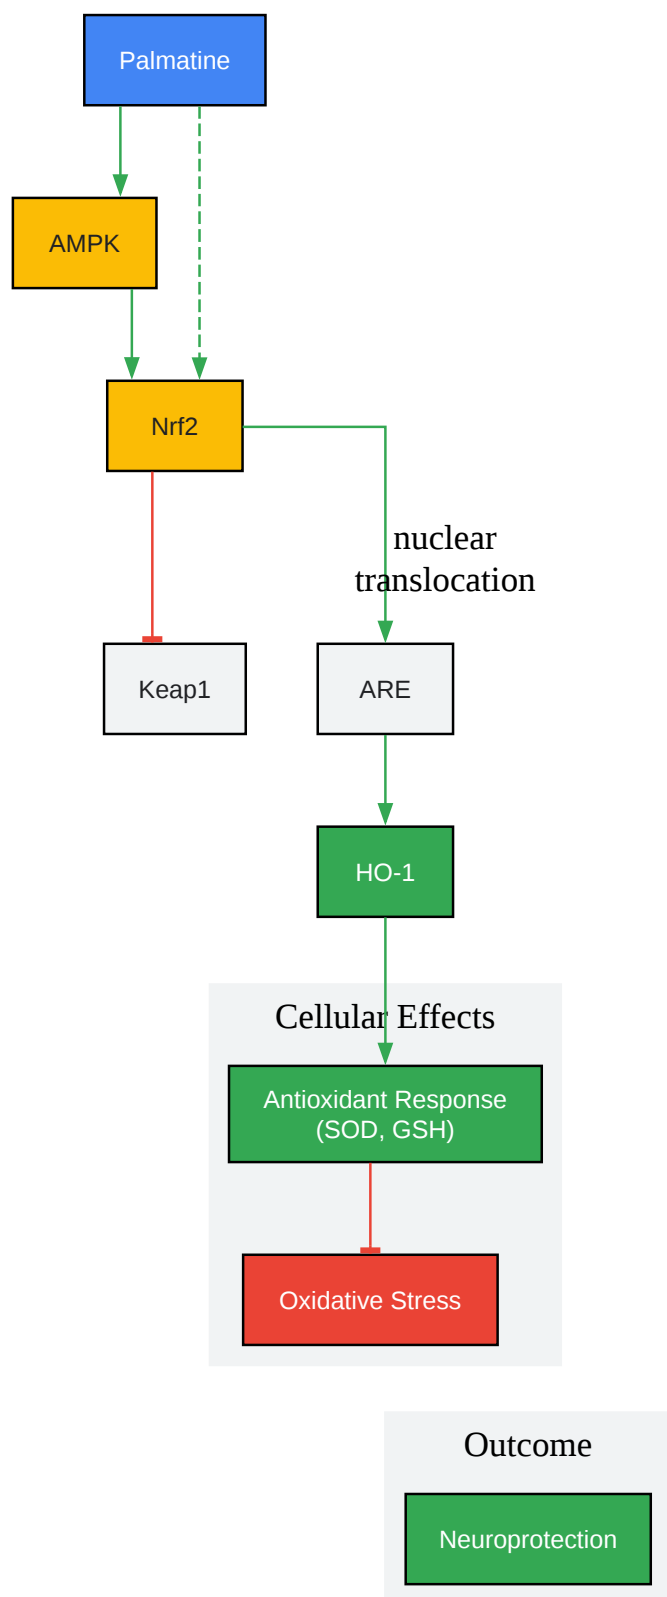 Palmatine
AMPK
Nrf2
nuclear
translocation
Keap1
ARE
HO-1
Cellular Effects
Antioxidant Response
(SOD, GSH)
Oxidative Stress
Outcome
Neuroprotection